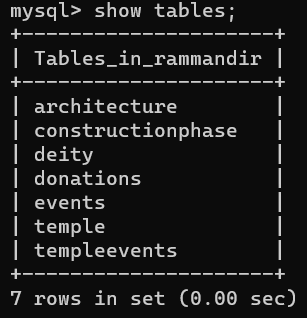 mysql> show tables;
+---------------------+
| Tables_in_rammandir |
+---------------------+
| architecture        |
| constructionphase   |
| deity               |
| donations           |
| events              |
| temple              |
| templeevents        |
+---------------------+
7 rows in set (0.00 sec)